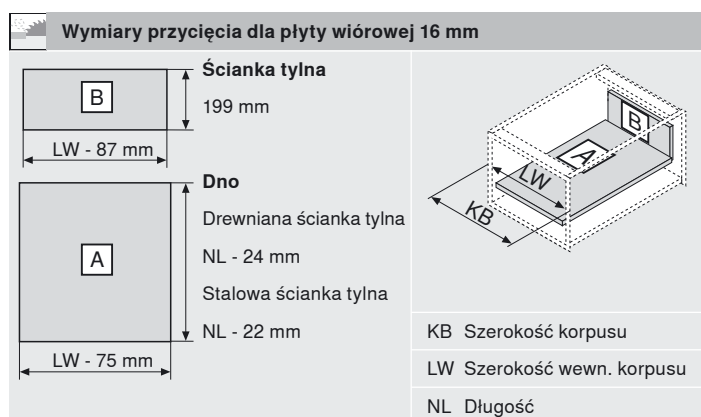 Wymiary przycięcia dla płyty wiórowej 16 mm
B
LW - 87 mm
Ścianka tylna
199 mm
A
LW - 75 mm
Dno
Drewniana ścianka tylna
NL - 24 mm
Stalowa ścianka tylna
NL - 22 mm
B
A
LW
KB
KB Szerokość korpusu
LW Szerokość wewn. korpusu
NL Długość